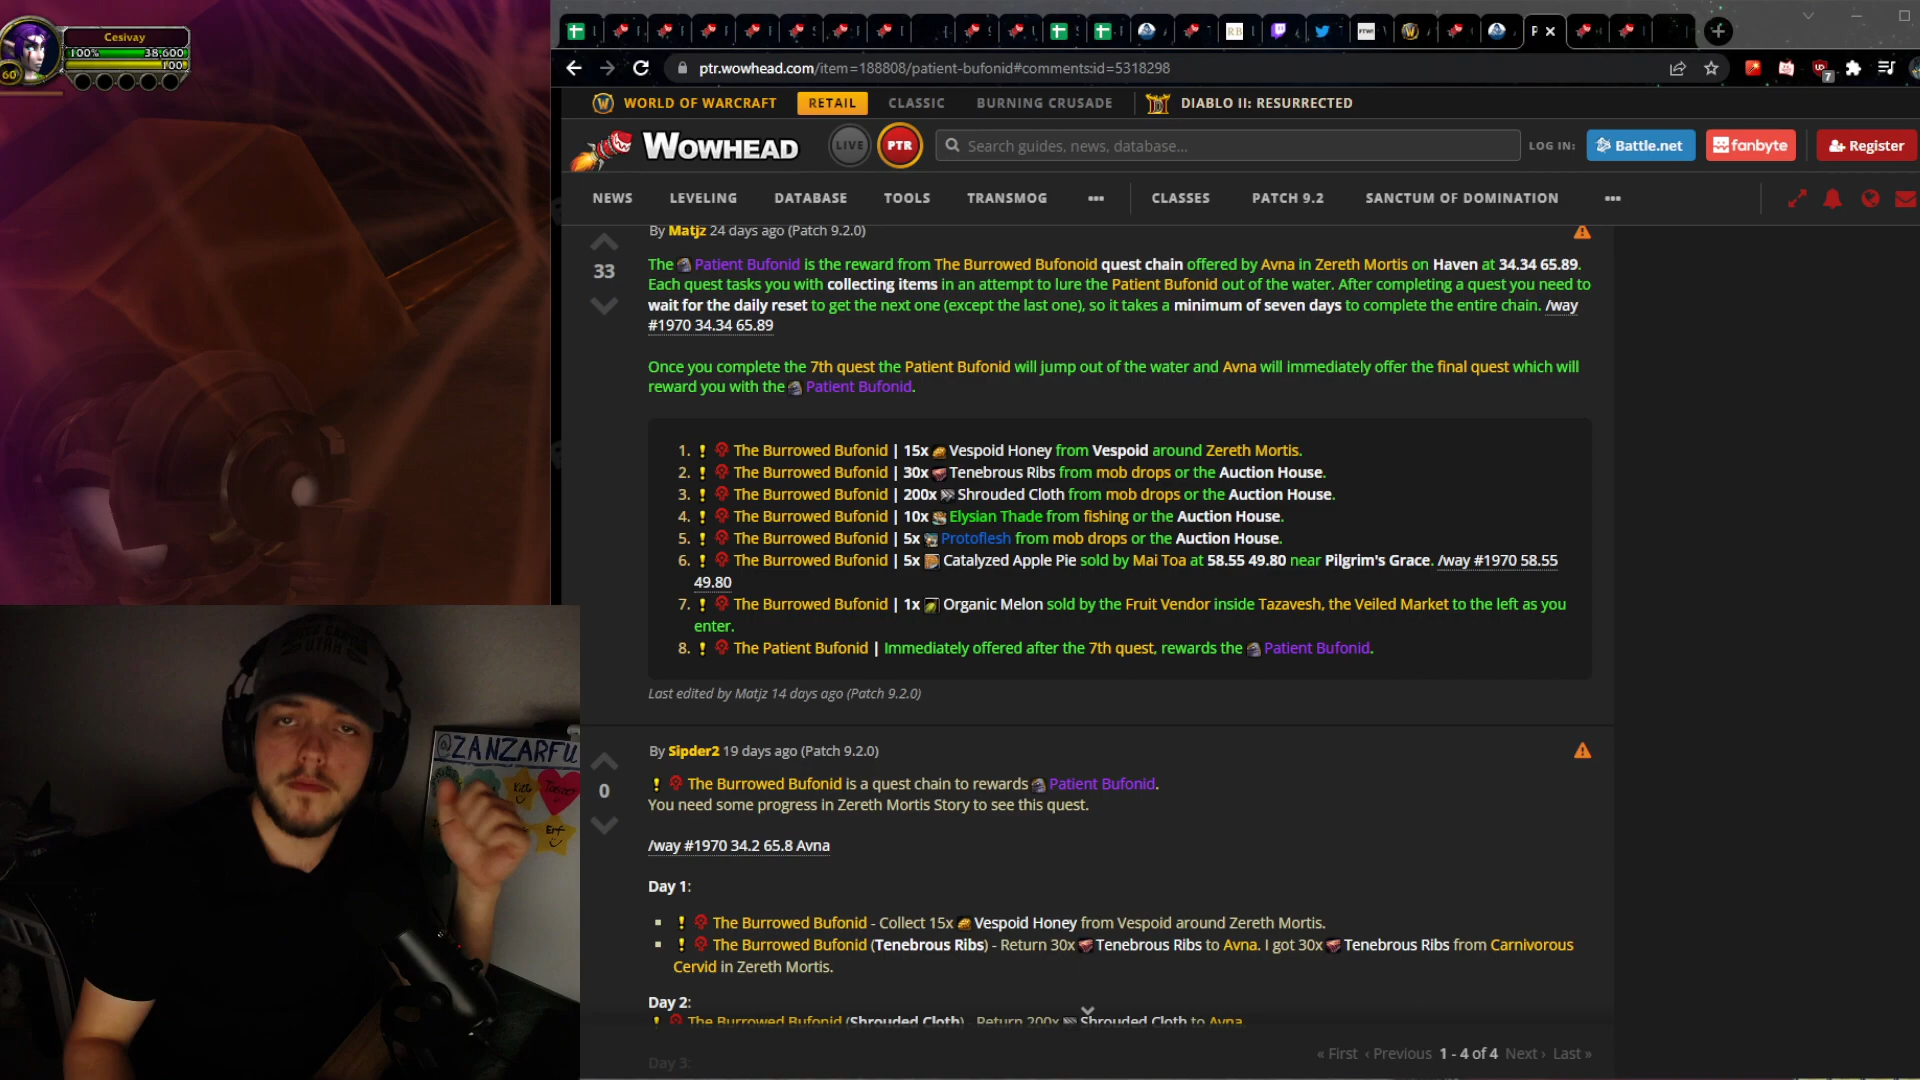 Cesivay
100% 38,600
100
60
ptr.wowhead.com/item=188808/patient-bufonid#comments:id=5318298
7
WORLD OF WARCRAFT RETAIL CLASSIC BURNING CRUSADE DIABLO II: RESURRECTED
WOWHEAD LIVE PTR Search guides, news, database... LOG IN: Battle.net fanbyte Register
NEWS LEVELING DATABASE TOOLS TRANSMOG ••• CLASSES PATCH 9.2 SANCTUM OF DOMINATION •••
By Matjz 24 days ago (Patch 9.2.0)
33
The Patient Bufonid is the reward from The Burrowed Bufonoid quest chain offered by Avna in Zereth Mortis on Haven at 34.34 65.89.
Each quest tasks you with collecting items in an attempt to lure the Patient Bufonid out of the water. After completing a quest you need to
wait for the daily reset to get the next one (except the last one), so it takes a minimum of seven days to complete the entire chain. /way
#1970 34.34 65.89
Once you complete the 7th quest the Patient Bufonid will jump out of the water and Avna will immediately offer the final quest which will
reward you with the Patient Bufonid.
1. The Burrowed Bufonid | 15x Vespoid Honey from Vespoid around Zereth Mortis.
2. The Burrowed Bufonid | 30x Tenebrous Ribs from mob drops or the Auction House.
3. The Burrowed Bufonid | 200x Shrouded Cloth from mob drops or the Auction House.
4. The Burrowed Bufonid | 10x Elysian Thade from fishing or the Auction House.
5. The Burrowed Bufonid | 5x Protoflesh from mob drops or the Auction House.
6. The Burrowed Bufonid | 5x Catalyzed Apple Pie sold by Mai Toa at 58.55 49.80 near Pilgrim's Grace. /way #1970 58.55
49.80
7. The Burrowed Bufonid | 1x Organic Melon sold by the Fruit Vendor inside Tazavesh, the Veiled Market to the left as you
enter.
8. The Patient Bufonid | Immediately offered after the 7th quest, rewards the Patient Bufonid.
Last edited by Matjz 14 days ago (Patch 9.2.0)
By Sipder2 19 days ago (Patch 9.2.0)
0
The Burrowed Bufonid is a quest chain to rewards Patient Bufonid.
You need some progress in Zereth Mortis Story to see this quest.
/way #1970 34.2 65.8 Avna
Day 1:
The Burrowed Bufonid - Collect 15x Vespoid Honey from Vespoid around Zereth Mortis.
The Burrowed Bufonid (Tenebrous Ribs) - Return 30x Tenebrous Ribs to Avna. I got 30x Tenebrous Ribs from Carnivorous
Cervid in Zereth Mortis.
Day 2:
The Burrowed Bufonid (Shrouded Cloth) - Return 200x Shrouded Cloth to Avna
Day 3:
« First ‹ Previous 1 - 4 of 4 Next › Last »
@ZANZARFU
Erf